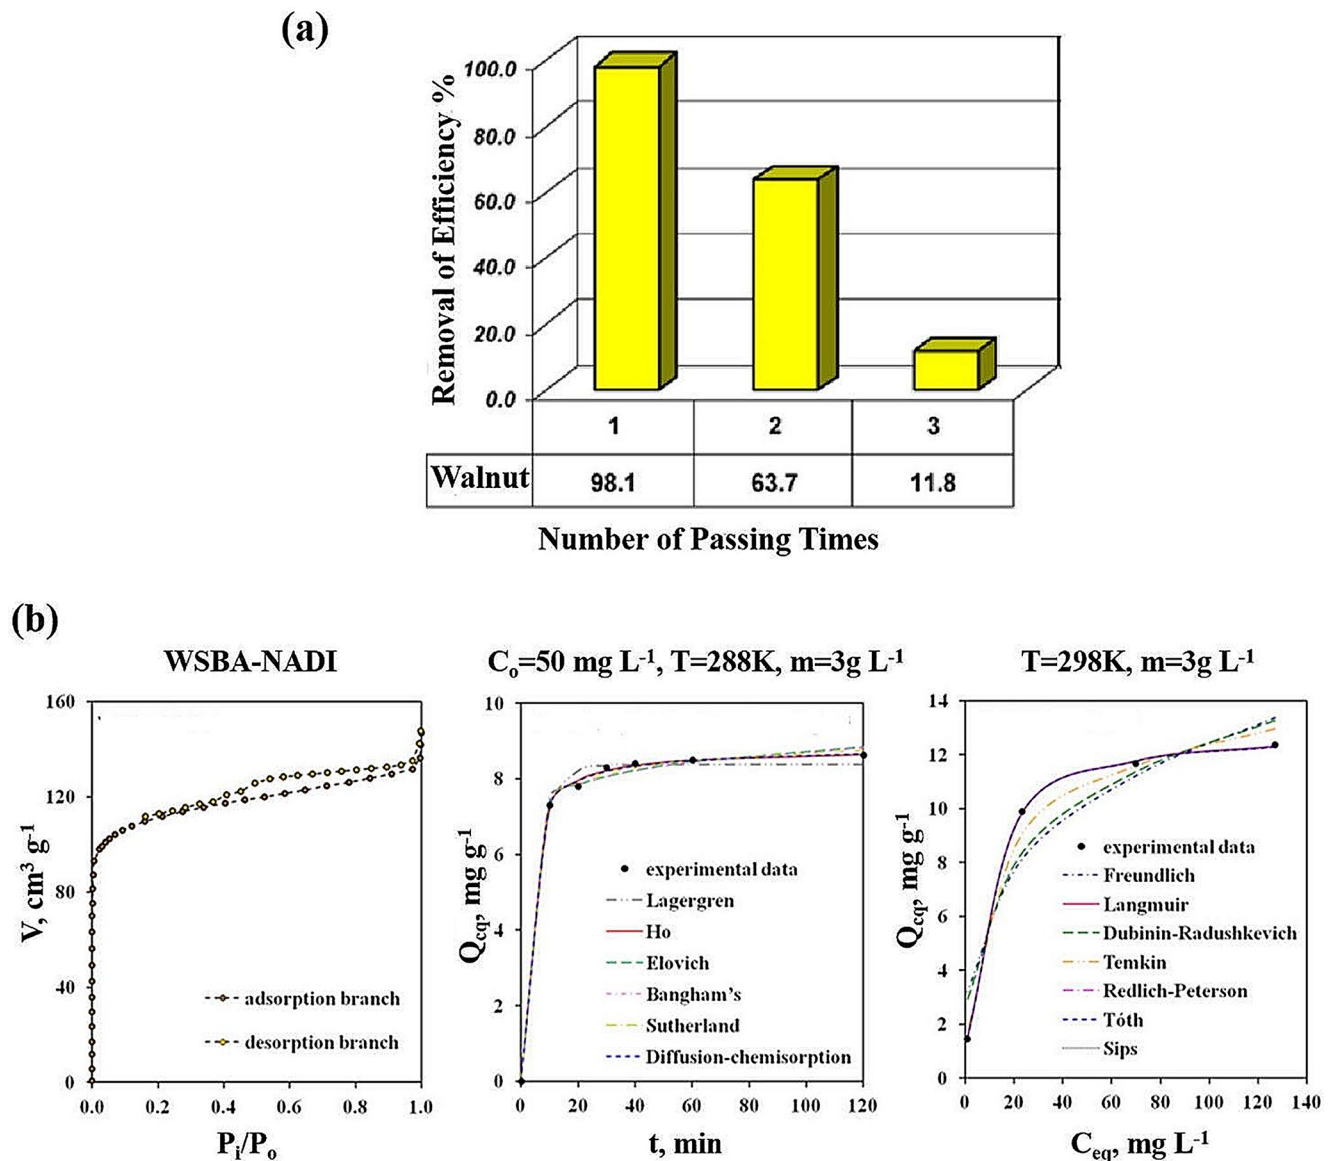 (a)
Removal of Efficiency %
100.0
80.0
60.0
40.0
20.0
0.0
1 2 3
Walnut 98.1 63.7 11.8
Number of Passing Times
(b)
WSBA-NADI
V, cm³ g⁻¹
160
120
80
40
0
adsorption branch
desorption branch
0.0 0.2 0.4 0.6 0.8 1.0
Pᵢ/Pₒ
Cₒ=50 mg L⁻¹, T=288K, m=3g L⁻¹
Qcq, mg g⁻¹
10
8
6
4
2
0
experimental data
Lagergren
Ho
Elovich
Bangham's
Sutherland
Diffusion-chemisorption
0 20 40 60 80 100 120
t, min
T=298K, m=3g L⁻¹
Qcq, mg g⁻¹
14
12
10
8
6
4
2
0
experimental data
Freundlich
Langmuir
Dubinin-Radushkevich
Temkin
Redlich-Peterson
Tóth
Sips
0 20 40 60 80 100 120 140
Ceq, mg L⁻¹